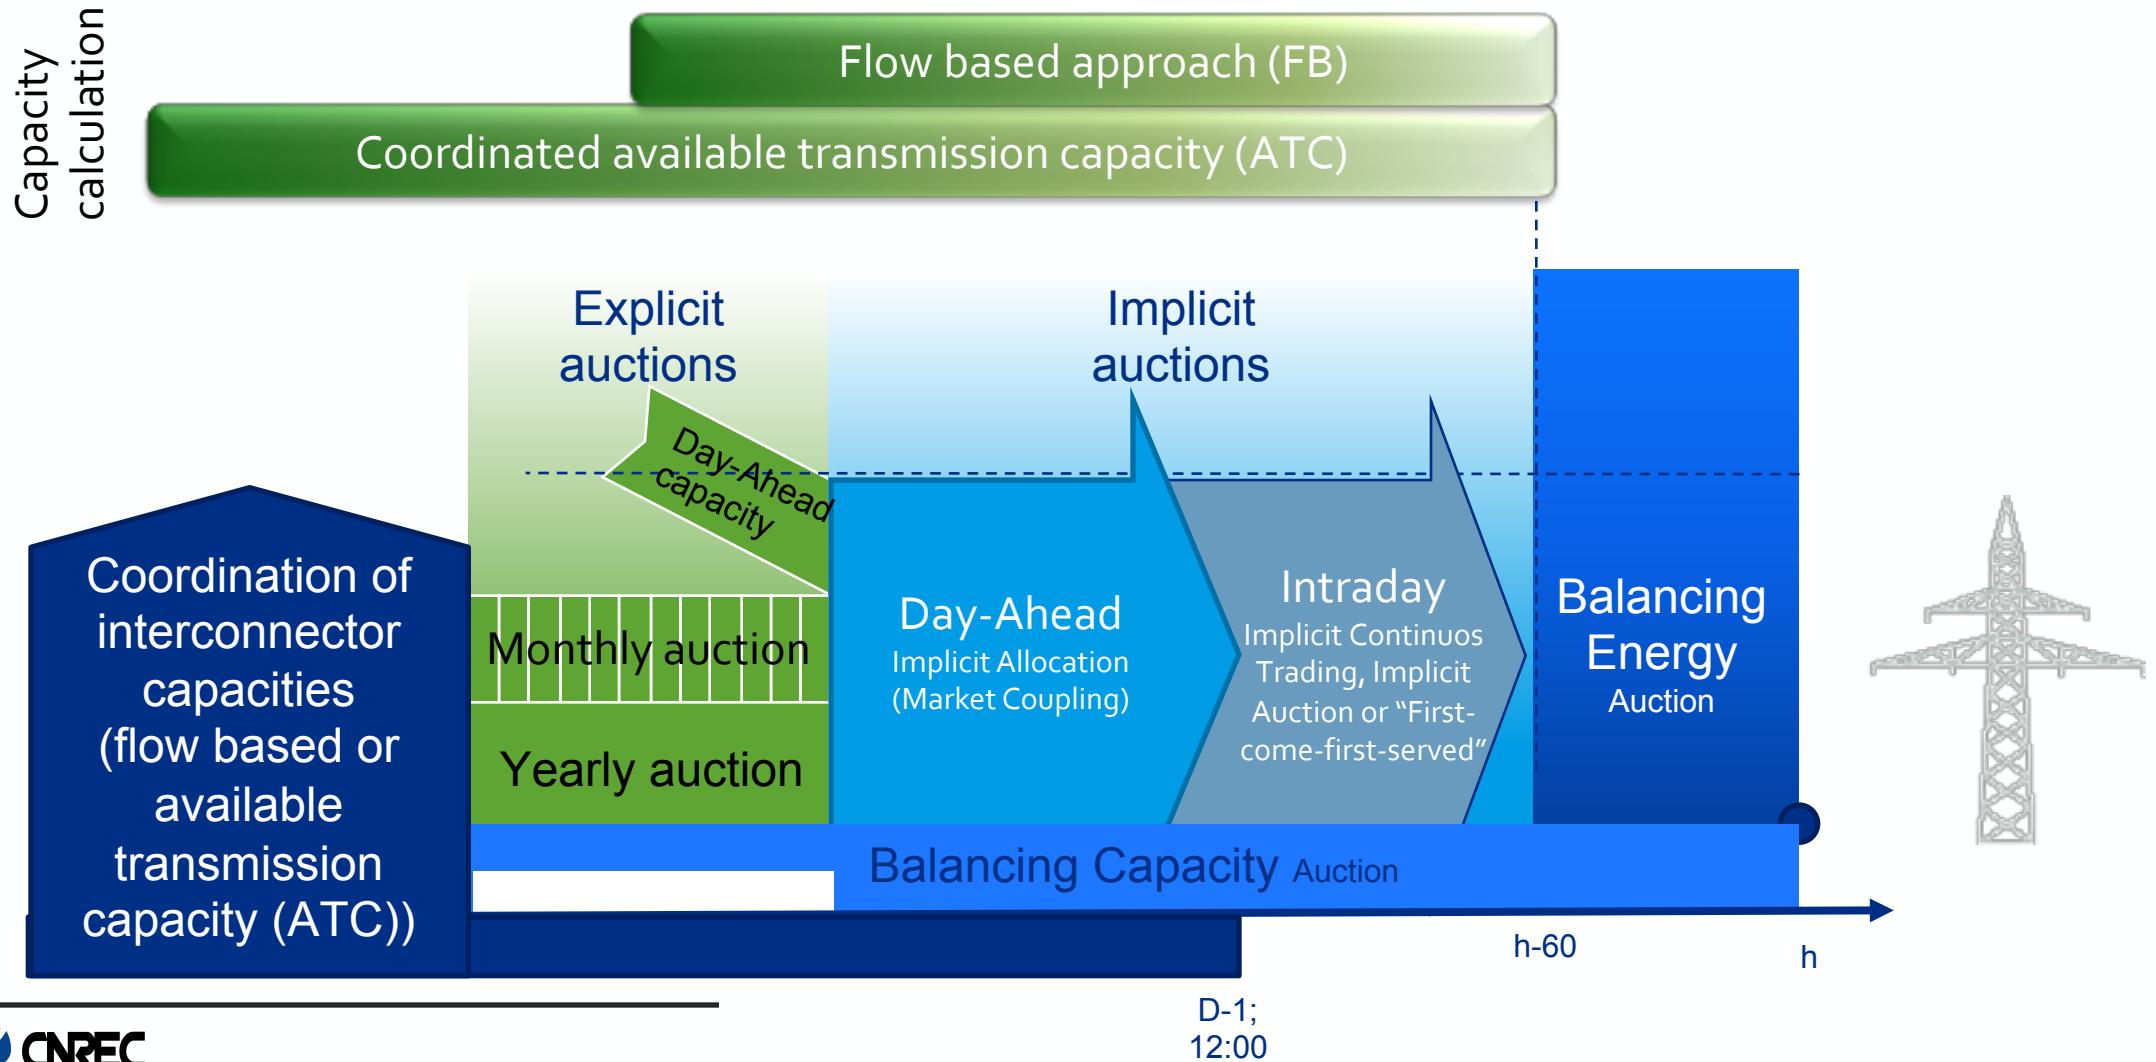 Capacity
calculation
Flow based approach (FB)
Coordinated available transmission capacity (ATC)
Explicit
auctions
Implicit
auctions
Day-Ahead
capacity
Monthly auction
Yearly auction
Coordination of
interconnector
capacities
(flow based or
available
transmission
capacity (ATC))
Day-Ahead
Implicit Allocation
(Market Coupling)
Intraday
Implicit Continuos
Trading, Implicit
Auction or “First-
come-first-served”
Balancing
Energy
Auction
Balancing Capacity Auction
h-60
h
D-1;
12:00
CNREC